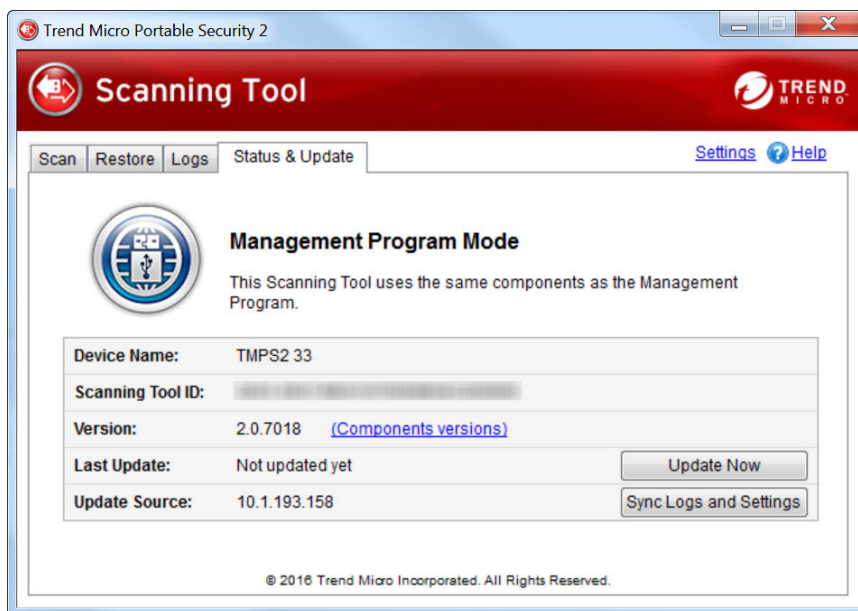 Trend Micro Portable Security 2
Scanning Tool
TREND
MICRO
Scan Restore Logs Status & Update Settings ? Help
Management Program Mode
This Scanning Tool uses the same components as the Management
Program.
Device Name: TMPS2 33
Scanning Tool ID:
Version: 2.0.7018 (Components versions)
Last Update: Not updated yet Update Now
Update Source: 10.1.193.158 Sync Logs and Settings
© 2016 Trend Micro Incorporated. All Rights Reserved.